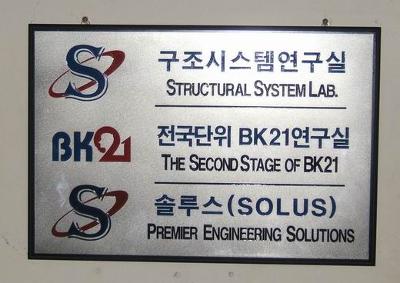 S
구조시스템연구실
STRUCTURAL SYSTEM LAB.
BK21
전국단위 BK21연구실
THE SECOND STAGE OF BK21
S
솔루스(SOLUS)
PREMIER ENGINEERING SOLUTIONS